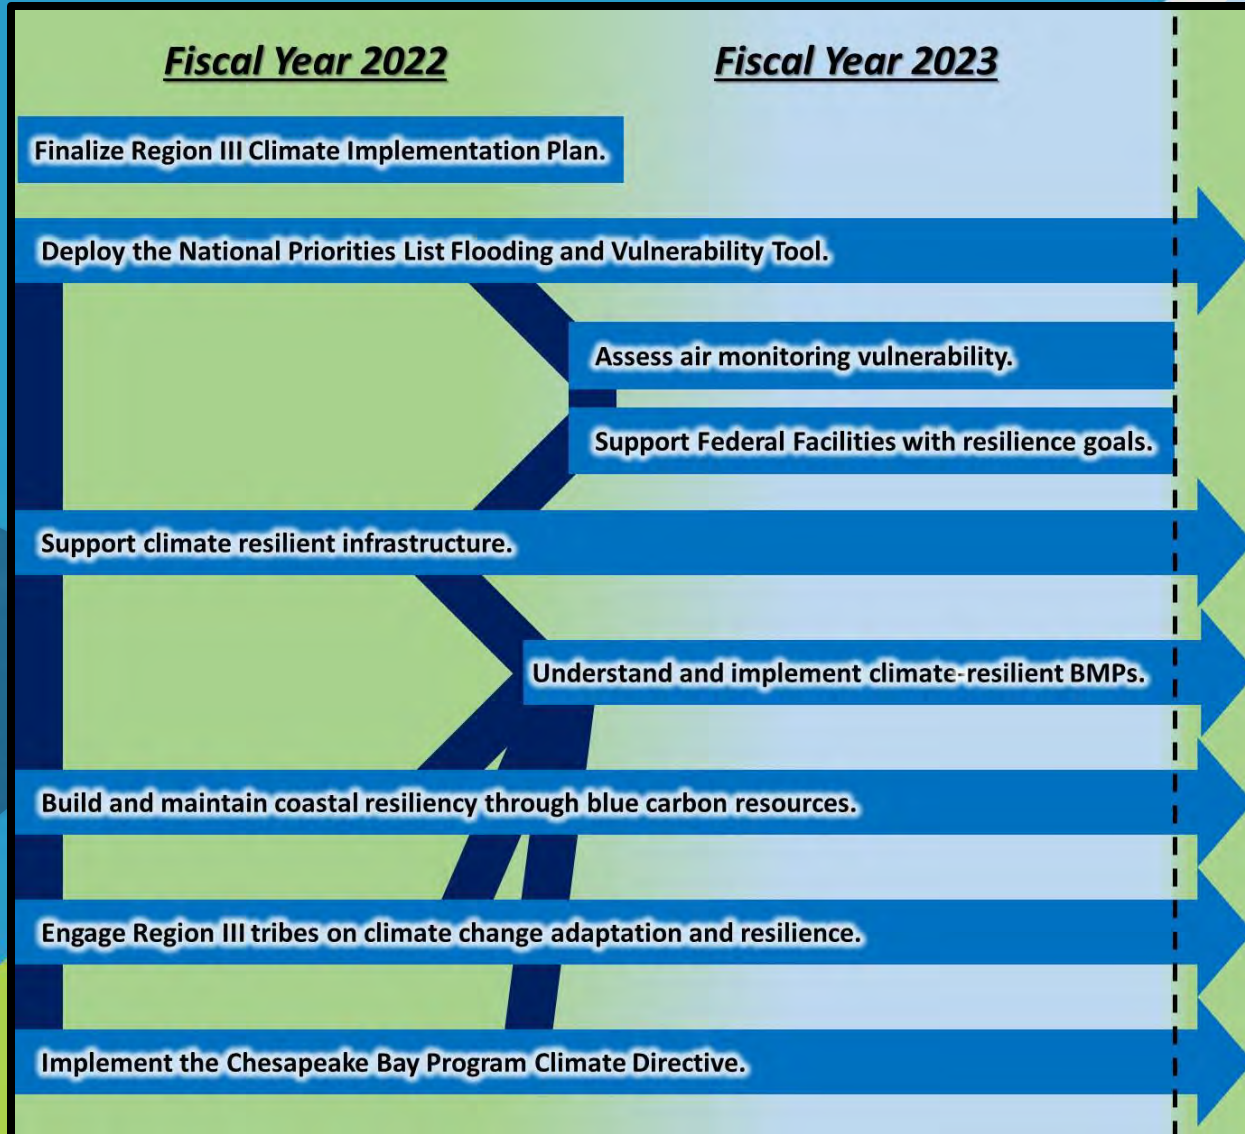 Fiscal Year 2022
Fiscal Year 2023
Finalize Region III Climate Implementation Plan.
Deploy the National Priorities List Flooding and Vulnerability Tool.
Assess air monitoring vulnerability.
Support Federal Facilities with resilience goals.
Support climate resilient infrastructure.
Understand and implement climate-resilient BMPs.
Build and maintain coastal resiliency through blue carbon resources.
Engage Region III tribes on climate change adaptation and resilience.
Implement the Chesapeake Bay Program Climate Directive.